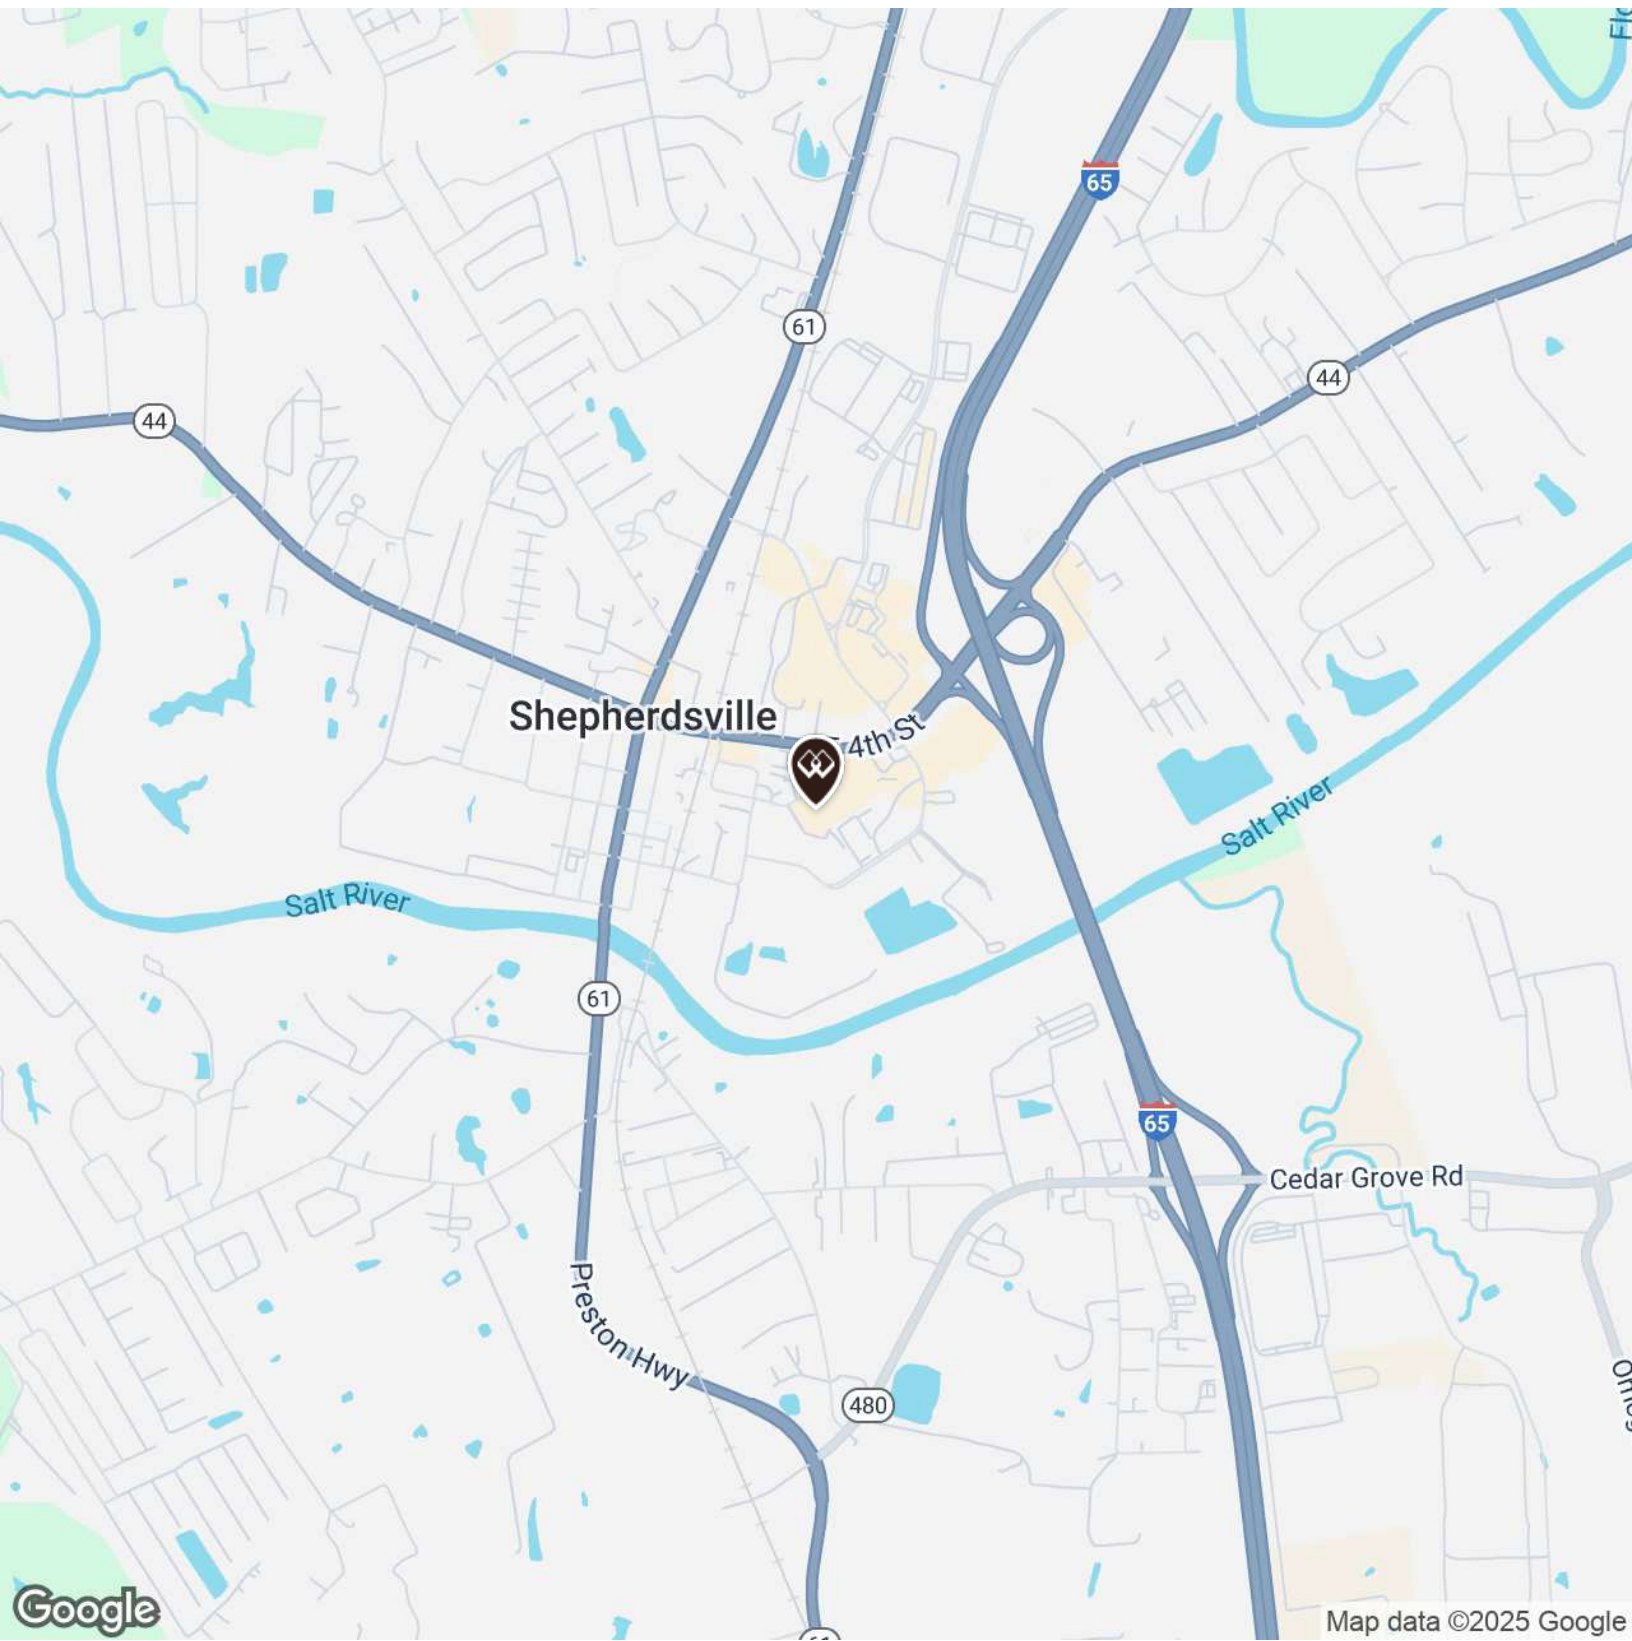 65
61
44
44
Shepherdsville
4th St
Salt River
Salt River
61
65
Cedar Grove Rd
Preston Hwy
480
Google
Map data ©2025 Google